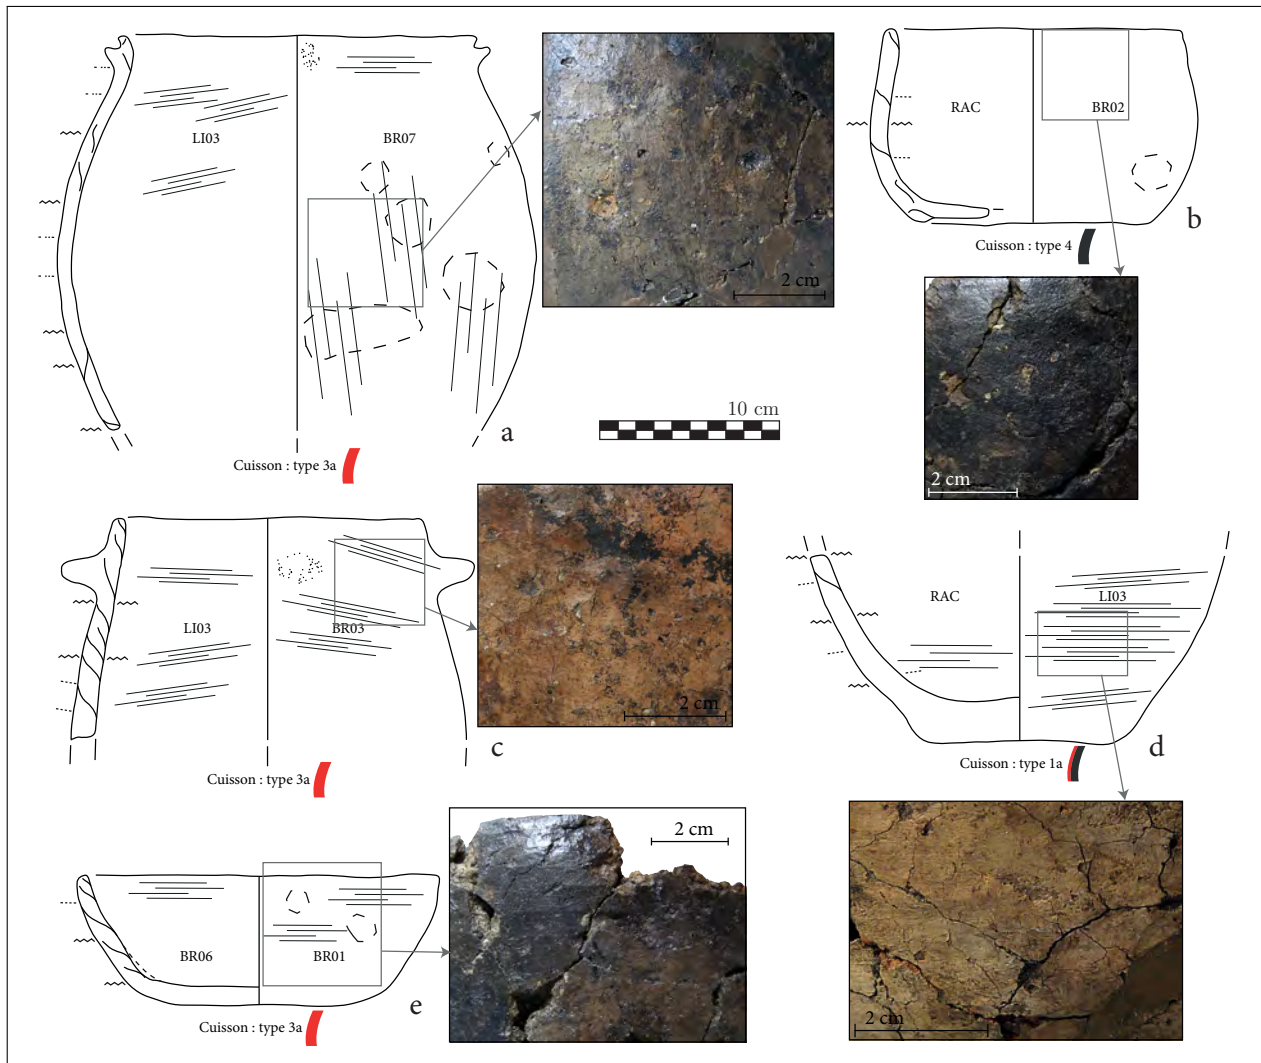 LI03
BR07
2 cm
a
Cuisson : type 3a
RAC
BR02
b
Cuisson : type 4
2 cm
10 cm
LI03
BR03
2 cm
c
Cuisson : type 3a
RAC
LI03
d
Cuisson : type 1a
2 cm
BR06
BR01
2 cm
e
Cuisson : type 3a